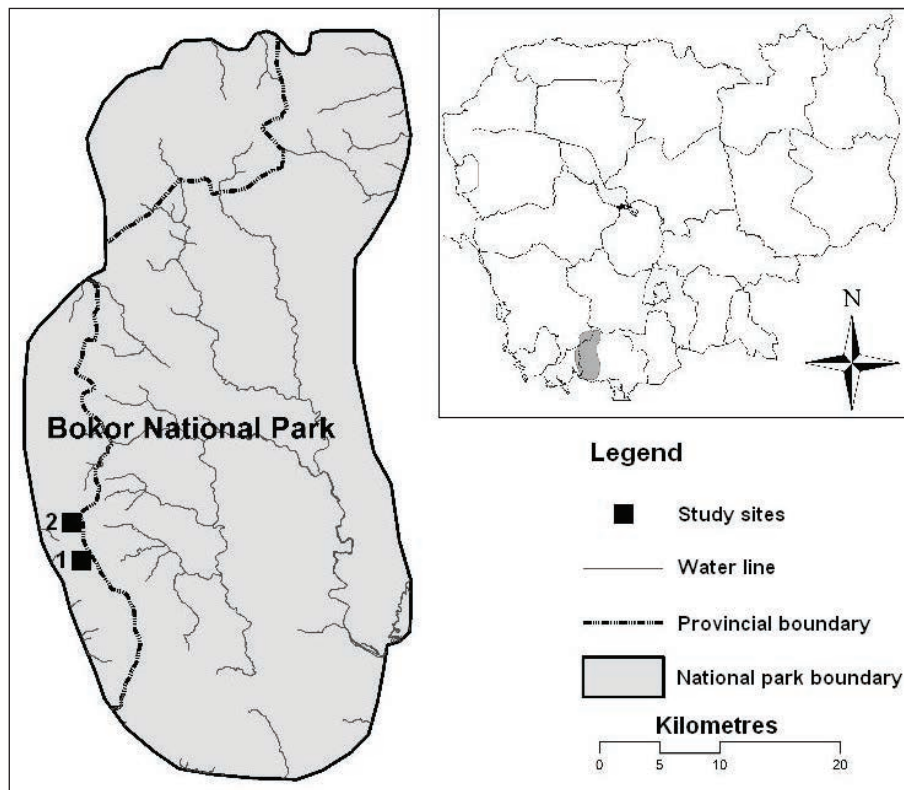 Bokor National Park
2
1
N
Legend
Study sites
Water line
Provincial boundary
National park boundary
Kilometres
0 5 10 20